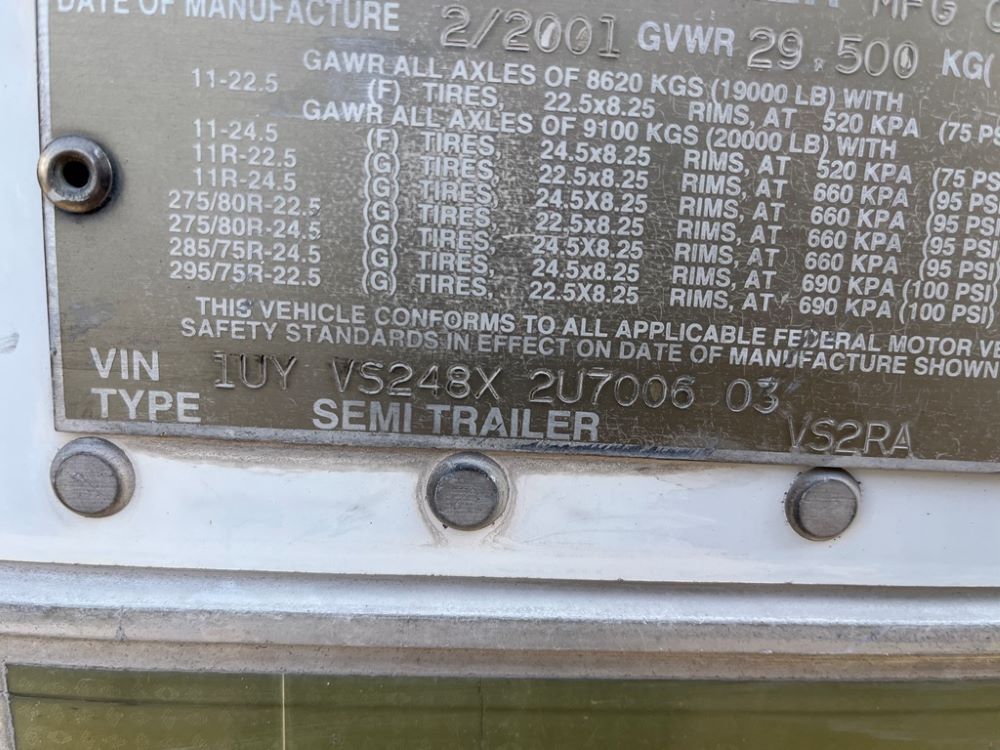 DATE OF MANUFACTURE 2/2001 GVWR 29.500 KG(
GAWR ALL AXLES OF 8620 KGS (19000 LB) WITH
11-22.5 (F) TIRES, 22.5x8.25 RIMS, AT 520 KPA (75 PS
GAWR ALL AXLES OF 9100 KGS (20000 LB) WITH
11-24.5 (F) TIRES, 24.5x8.25 RIMS, AT 520 KPA (75 PS
11R-22.5 (G) TIRES, 22.5x8.25 RIMS, AT 660 KPA (95 PSI
11R-24.5 (G) TIRES, 24.5x8.25 RIMS, AT 660 KPA (95 PSI
275/80R-22.5 (G) TIRES, 22.5x8.25 RIMS, AT 660 KPA (95 PSI
275/80R-24.5 (G) TIRES, 24.5x8.25 RIMS, AT 660 KPA (95 PSI)
285/75R-24.5 (G) TIRES, 24.5x8.25 RIMS, AT 690 KPA (100 PSI)
295/75R-22.5 (G) TIRES, 22.5x8.25 RIMS, AT 690 KPA (100 PSI)
THIS VEHICLE CONFORMS TO ALL APPLICABLE FEDERAL MOTOR VE
SAFETY STANDARDS IN EFFECT ON DATE OF MANUFACTURE SHOWN
VIN 1UY VS248X 2U7006 03
TYPE SEMI TRAILER VS2RA